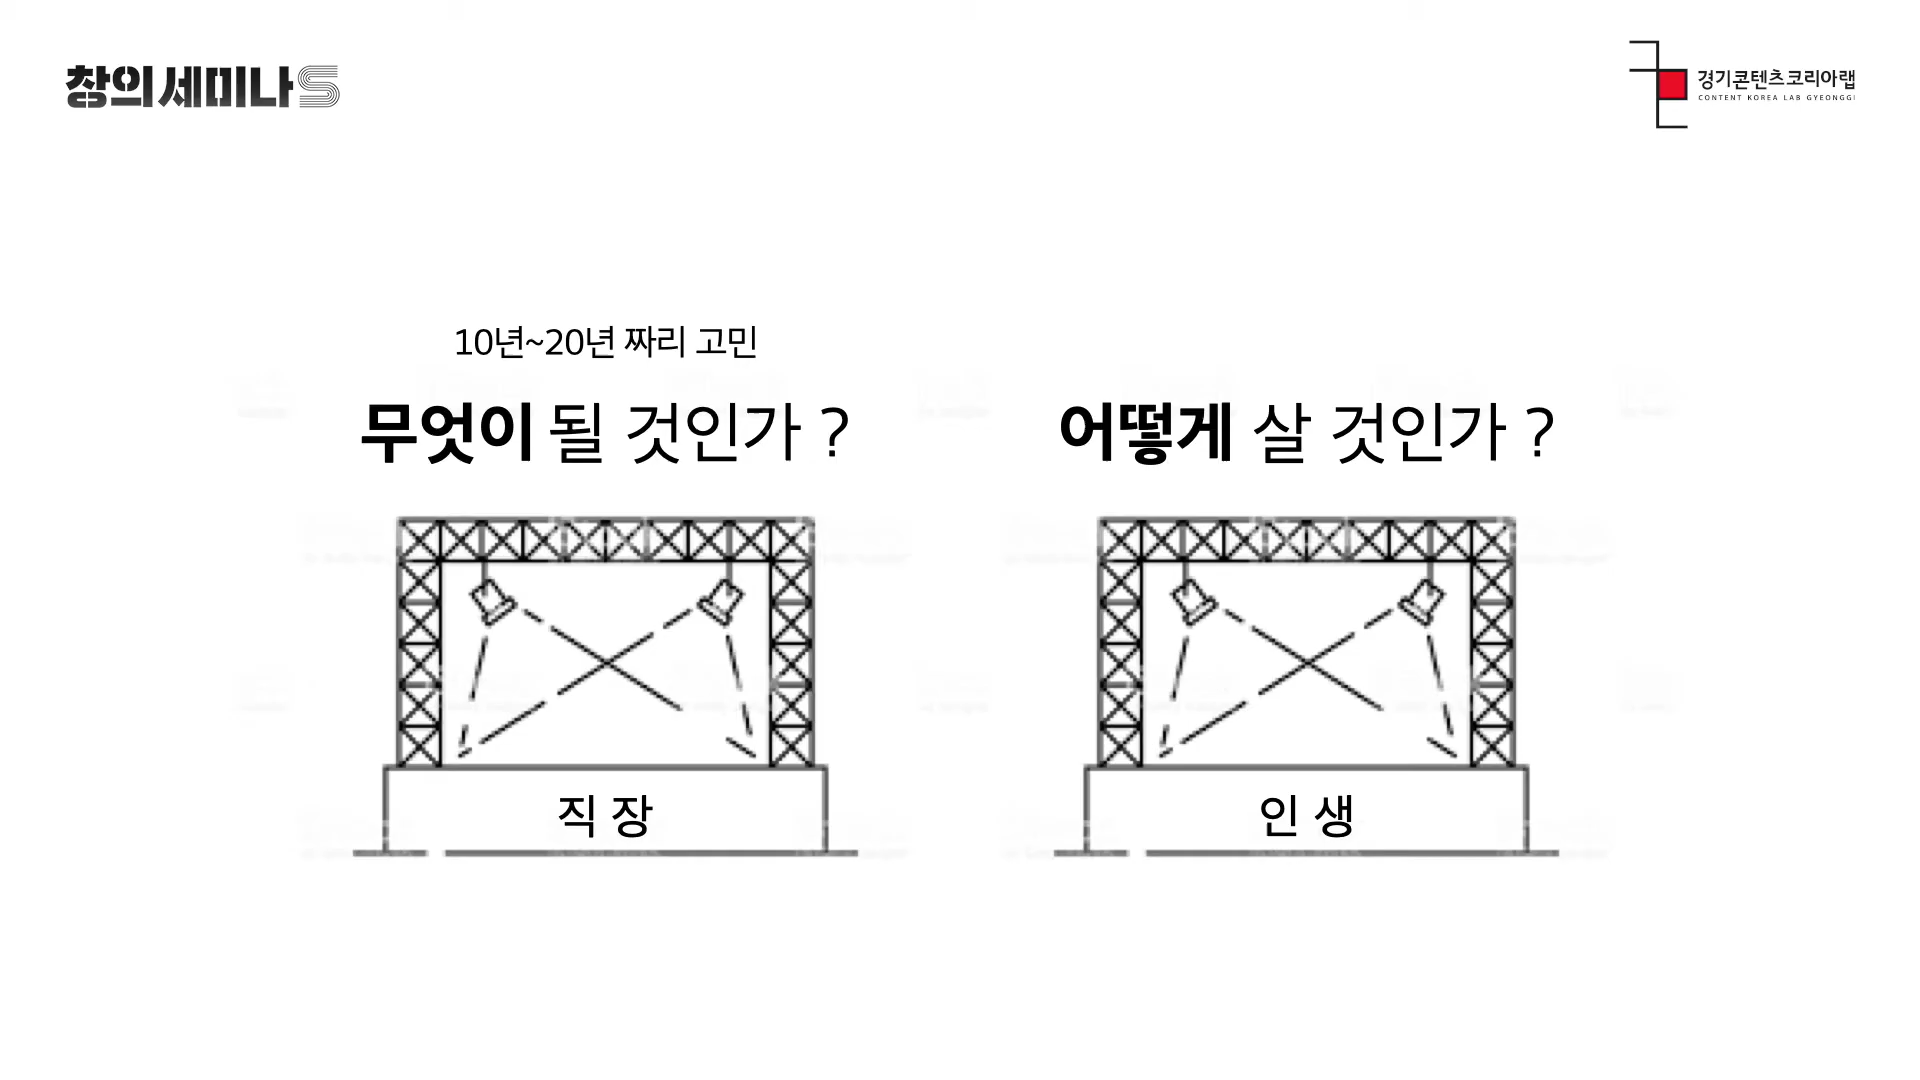 창의세미나S
경기콘텐츠코리아랩
CONTENT KOREA LAB GYEONGGI
10년~20년 짜리 고민
무엇이 될 것인가 ?
어떻게 살 것인가 ?
직 장
인 생